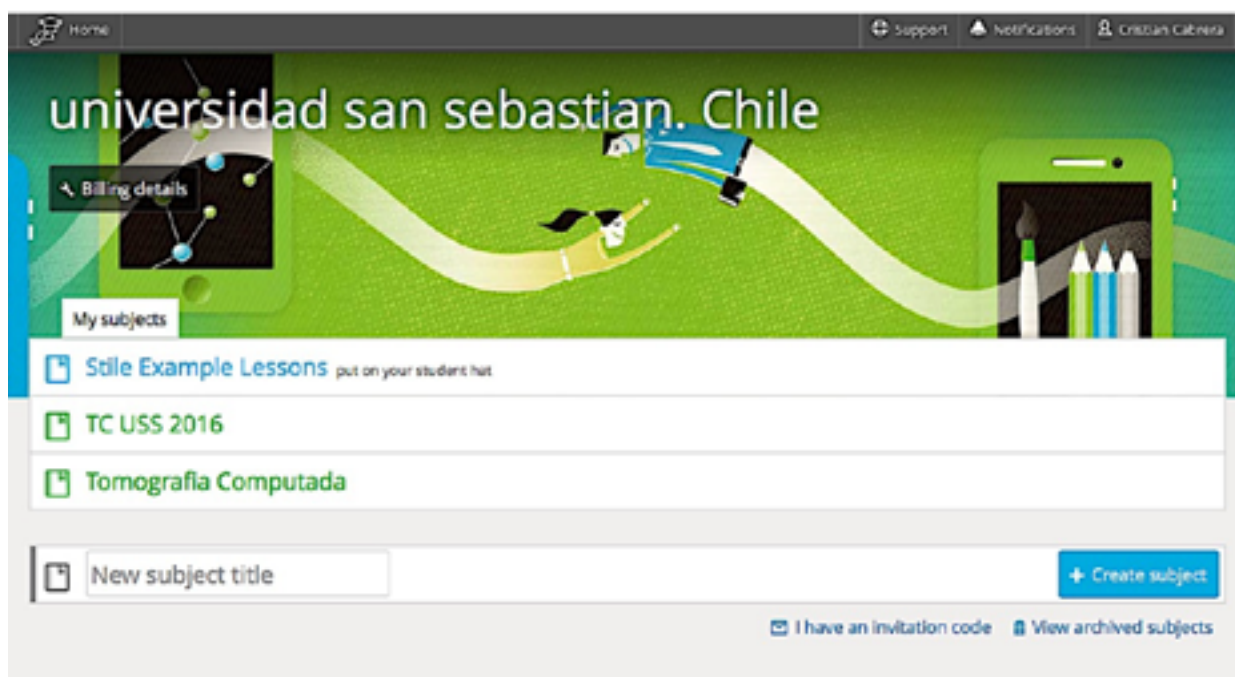 Home
Support
Notifications
Cristian Cabrera
universidad san sebastian. Chile
Billing details
My subjects
Stile Example Lessons put on your student hat
TC USS 2016
Tomografia Computada
New subject title
+ Create subject
I have an invitation code
View archived subjects